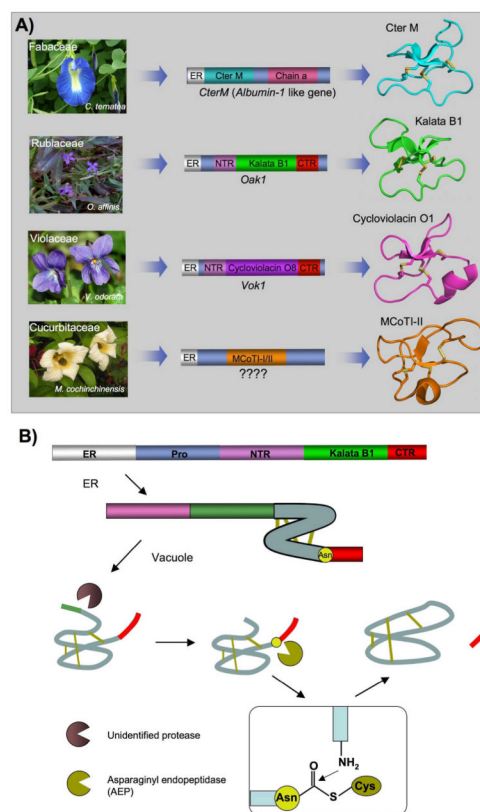 A)
Fabaceae
C. ternatea
ER Cter M Chain a
CterM (Albumin-1 like gene)
Cter M
Rubiaceae
O. affinis
ER NTR Kalata B1 CTR
Oak1
Kalata B1
Violaceae
V. odorata
ER NTR Cycloviolacin O8 CTR
Vok1
Cycloviolacin O1
Cucurbitaceae
M. cochinchinensis
ER MCoTI-I/II
????
MCoTI-II
B)
ER Pro NTR Kalata B1 CTR
ER
Asn
Vacuole
Unidentified protease
Asparaginyl endopeptidase
(AEP)
NH2
O
Asn S Cys